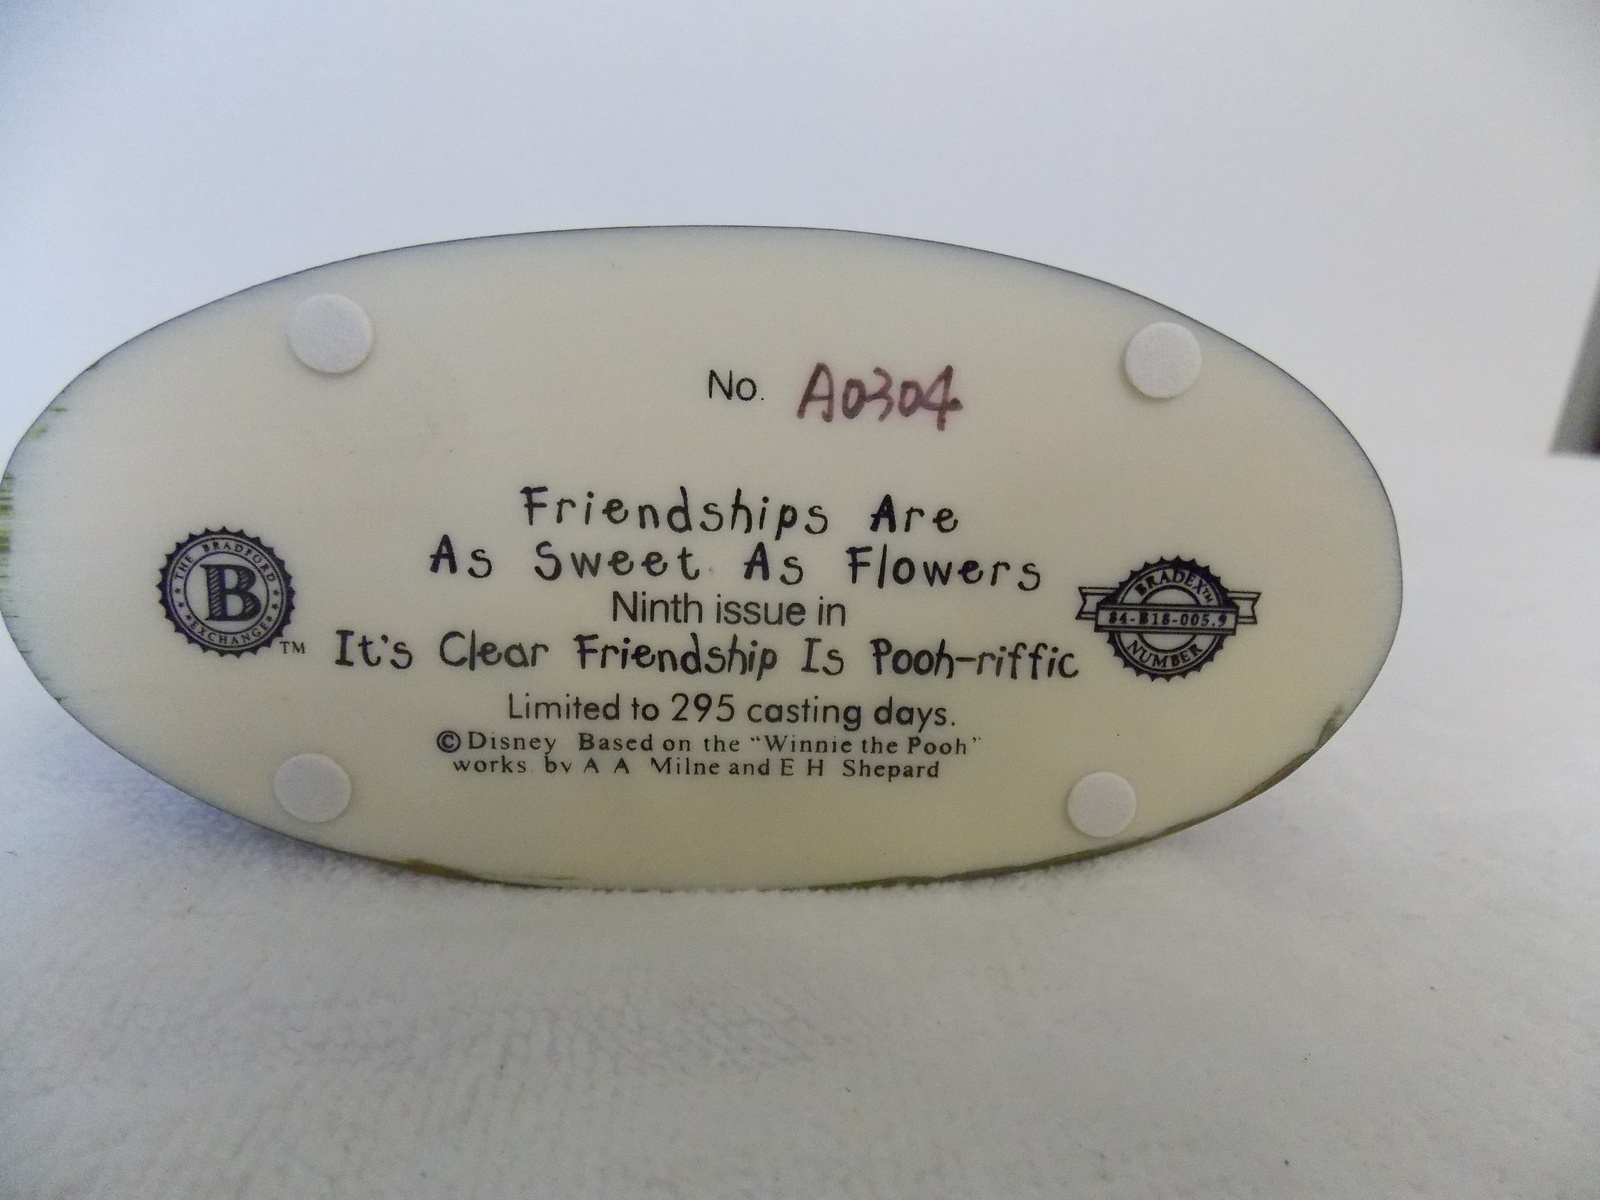 No. A0304
Friendships Are
As Sweet As Flowers
Ninth issue in
It's Clear Friendship Is Pooh-riffic
Limited to 295 casting days.
© Disney Based on the "Winnie the Pooh"
works by A A Milne and E H Shepard
THE BRADFORD
B
EXCHANGE
TM
BRADEX™
84-B18-005.9
NUMBER